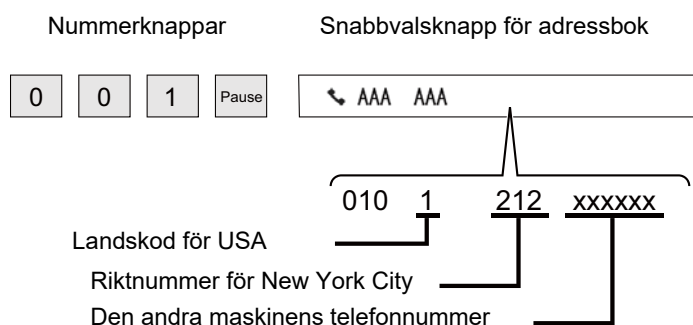 Nummerknappar Snabbvalsknapp för adressbok
0 0 1 Pause AAA AAA
010 1 212 xxxxxx
Landskod för USA
Riktnummer för New York City
Den andra maskinens telefonnummer